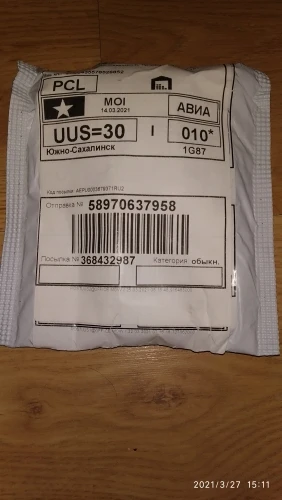 PCL
MOI
14.03.2021
АВИА
UUS=30 I 010*
Южно-Сахалинск 1G87
Отправка № 58970637958
Посылка № 368432987 Категория обыкн.
2021/3/27 15:11